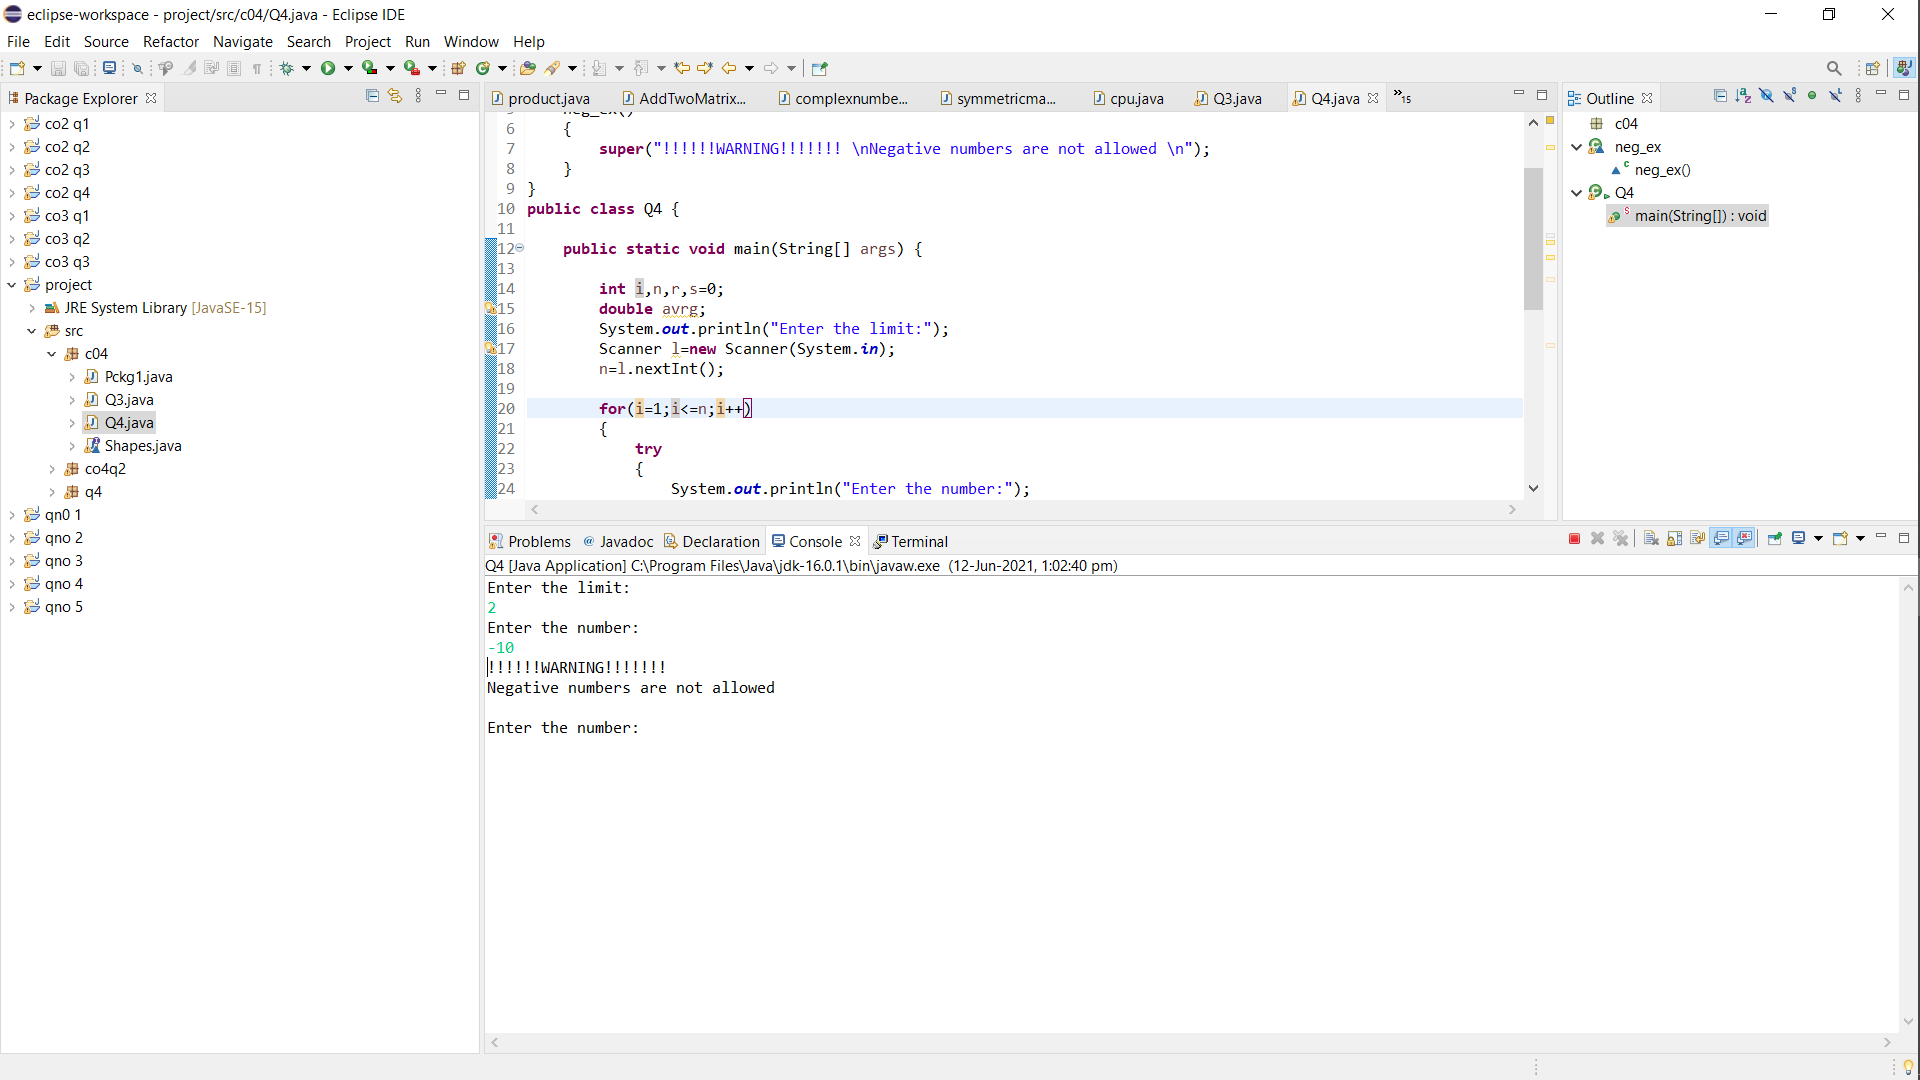 eclipse-workspace - project/src/c04/Q4.java - Eclipse IDE
File Edit Source Refactor Navigate Search Project Run Window Help
Package Explorer
co2 q1
co2 q2
co2 q3
co2 q4
co3 q1
co3 q2
co3 q3
project
JRE System Library [JavaSE-15]
src
c04
Pckg1.java
Q3.java
Q4.java
Shapes.java
co4q2
q4
qn0 1
qno 2
qno 3
qno 4
qno 5
product.java AddTwoMatrix... complexnumbe... symmetricma... cpu.java Q3.java Q4.java »15
5 neg_ex()
6 {
7 super("!!!!!!WARNING!!!!!!! \nNegative numbers are not allowed \n");
8 }
9 }
10 public class Q4 {
11
12 public static void main(String[] args) {
13
14 int i,n,r,s=0;
15 double avrg;
16 System.out.println("Enter the limit:");
17 Scanner l=new Scanner(System.in);
18 n=l.nextInt();
19
20 for(i=1;i<=n;i++)
21 {
22 try
23 {
24 System.out.println("Enter the number:");
Outline
c04
neg_ex
neg_ex()
Q4
main(String[]) : void
Problems @ Javadoc Declaration Console Terminal
Q4 [Java Application] C:\Program Files\Java\jdk-16.0.1\bin\javaw.exe (12-Jun-2021, 1:02:40 pm)
Enter the limit:
2
Enter the number:
-10
!!!!!!WARNING!!!!!!!
Negative numbers are not allowed
Enter the number: